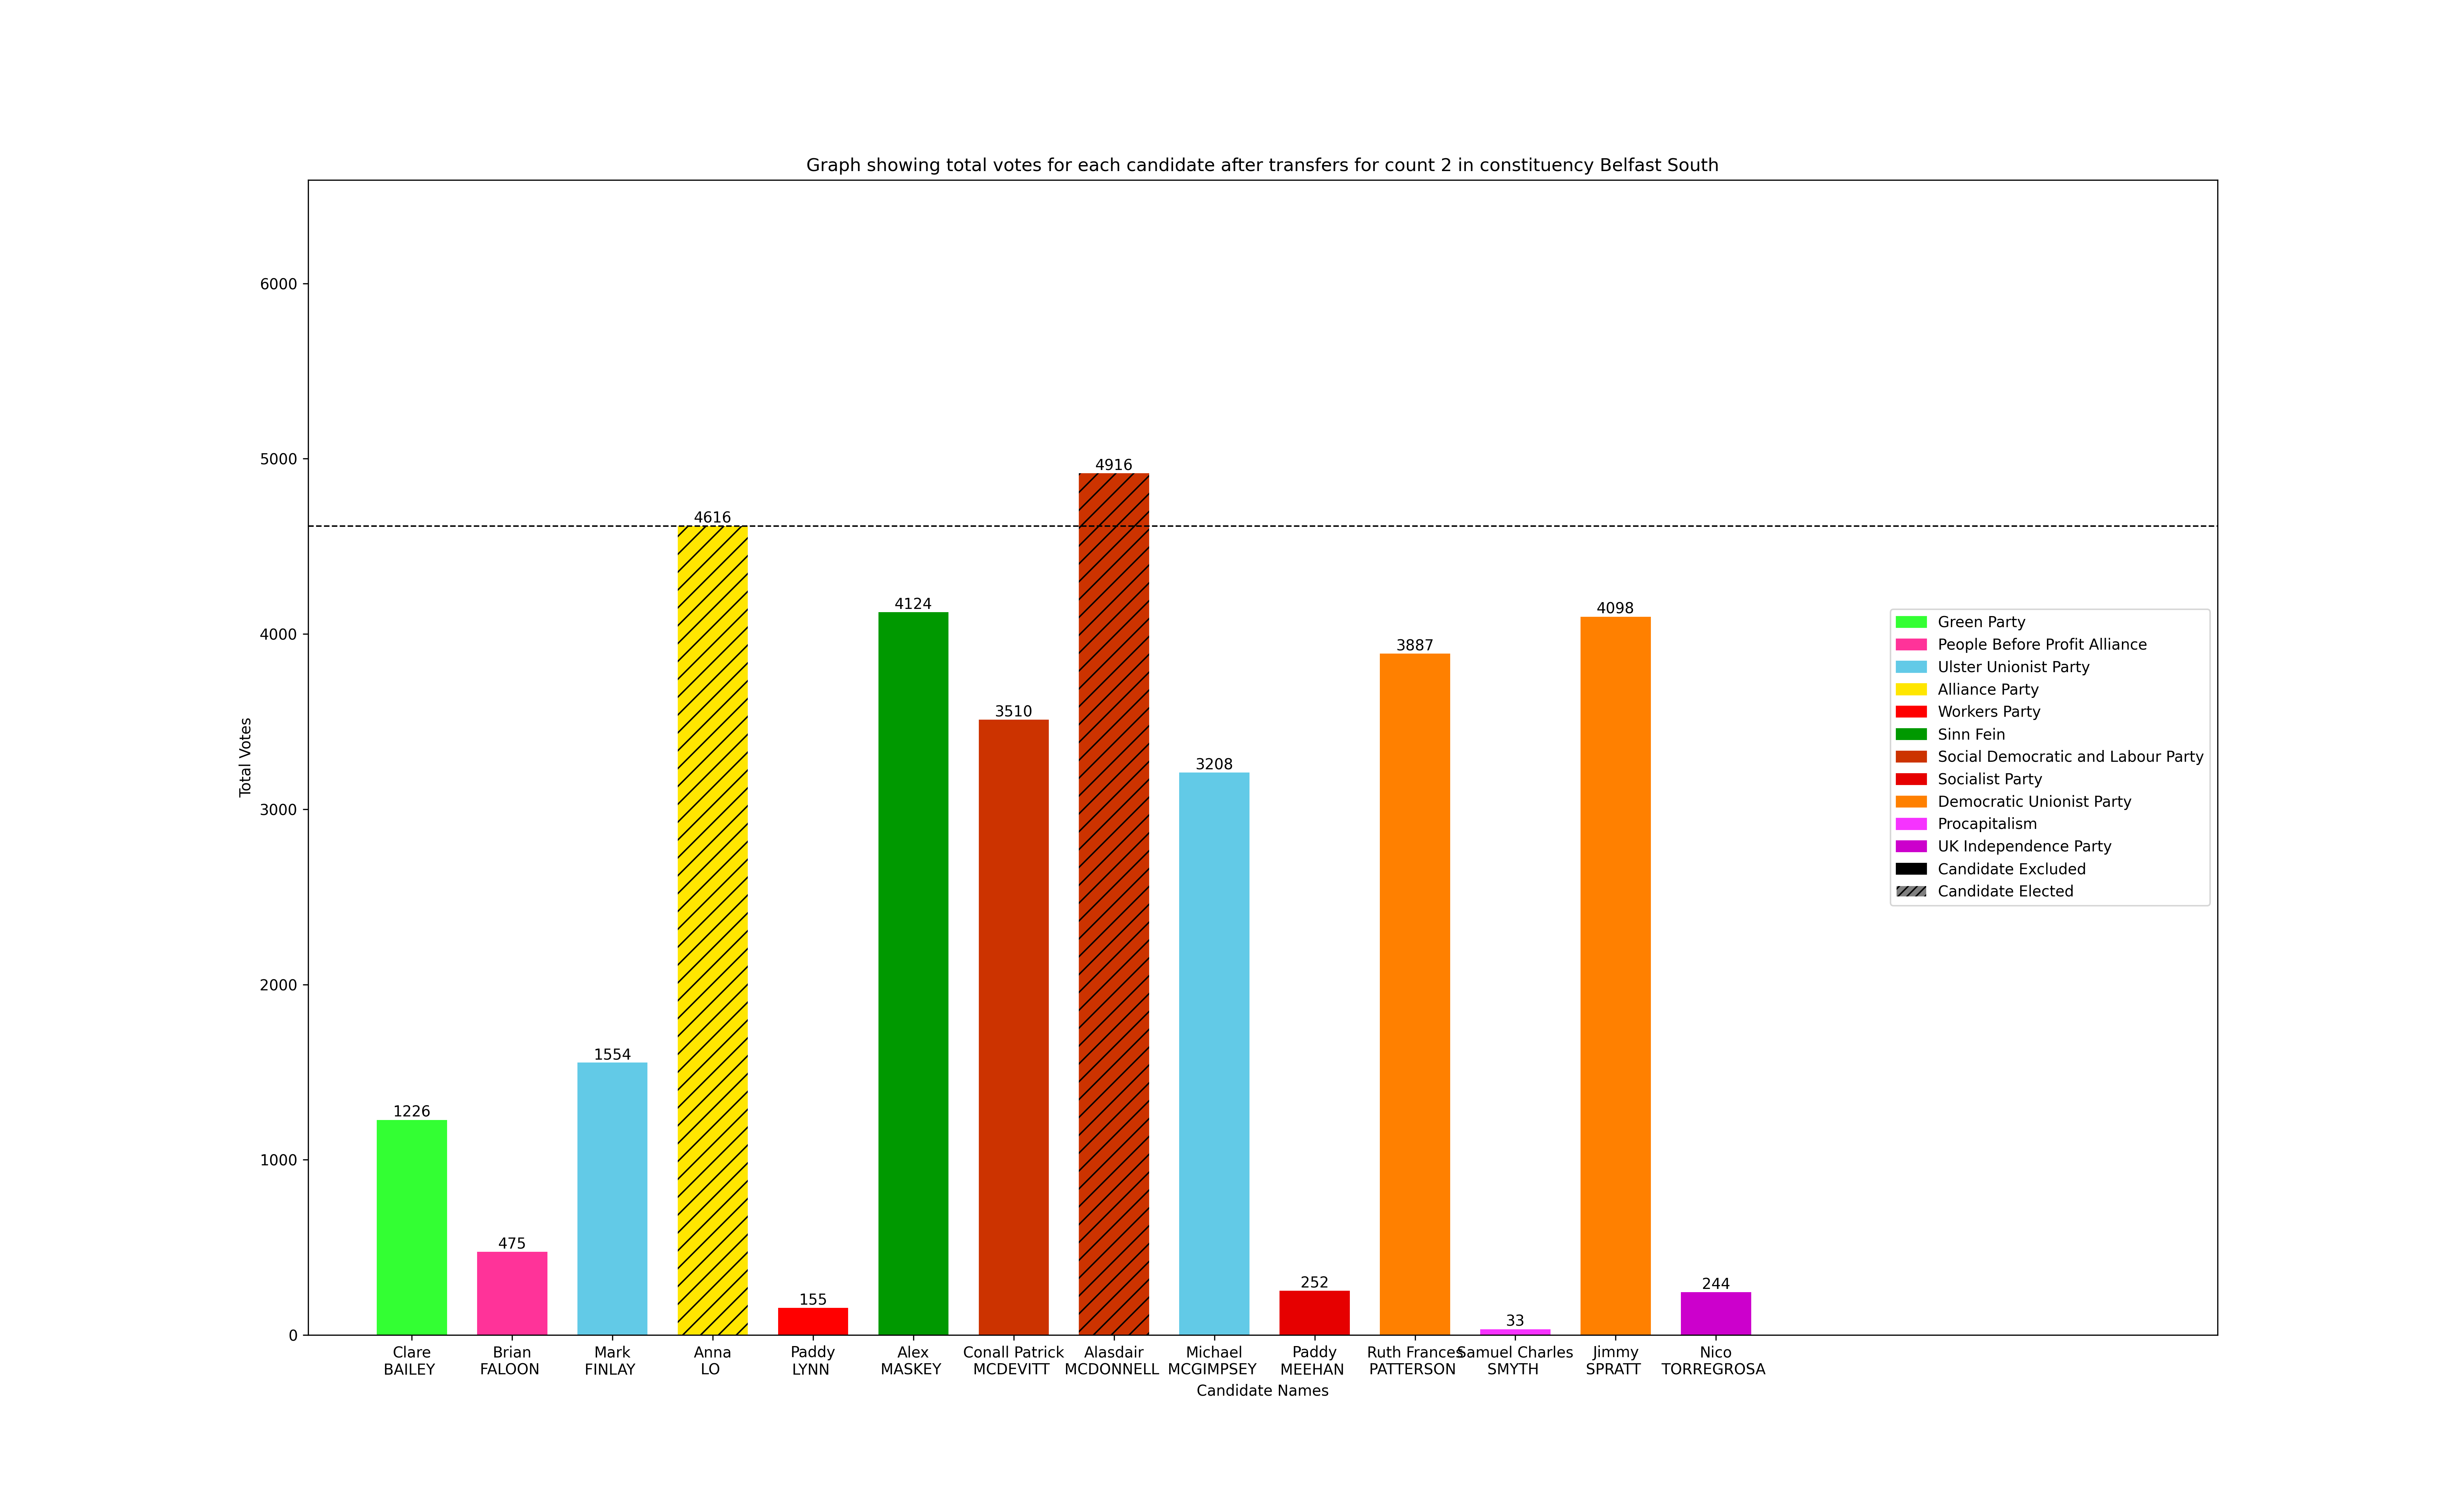 Graph showing total votes for each candidate after transfers for count 2 in constituency Belfast South
Total Votes
6000
5000
4000
3000
2000
1000
0
1226
475
1554
4616
155
4124
3510
4916
3208
252
3887
33
4098
244
Green Party
People Before Profit Alliance
Ulster Unionist Party
Alliance Party
Workers Party
Sinn Fein
Social Democratic and Labour Party
Socialist Party
Democratic Unionist Party
Procapitalism
UK Independence Party
Candidate Excluded
Candidate Elected
Clare
BAILEY
Brian
FALOON
Mark
FINLAY
Anna
LO
Paddy
LYNN
Alex
MASKEY
Conall Patrick
MCDEVITT
Alasdair
MCDONNELL
Michael
MCGIMPSEY
Paddy
MEEHAN
Ruth Frances
PATTERSON
Samuel Charles
SMYTH
Jimmy
SPRATT
Nico
TORREGROSA
Candidate Names